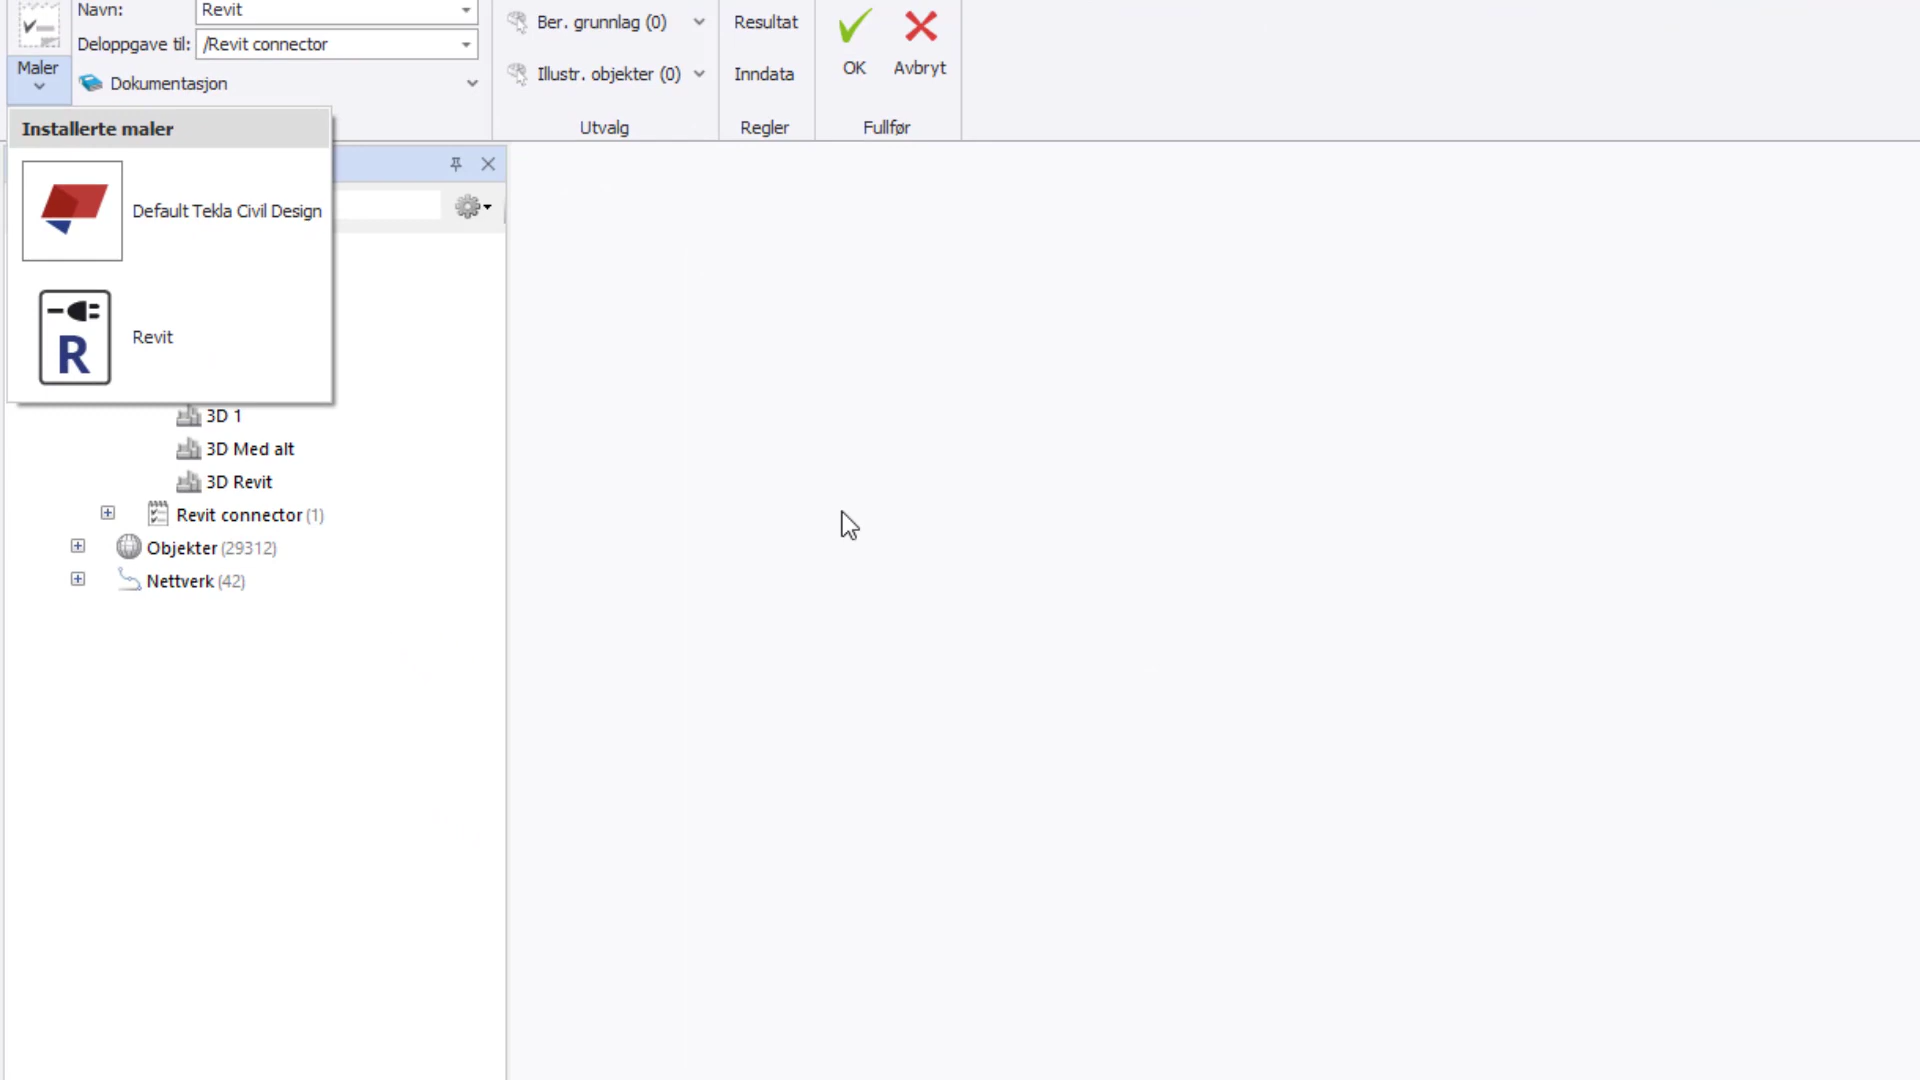 Navn: Revit
Deloppgave til: /Revit connector
Maler
Dokumentasjon
Ber. grunnlag (0)
Illustr. objekter (0)
Utvalg
Resultat
Inndata
Regler
OK
Avbryt
Fullfør
Installerte maler
Default Tekla Civil Design
R
Revit
3D 1
3D Med alt
3D Revit
Revit connector (1)
Objekter (29312)
Nettverk (42)